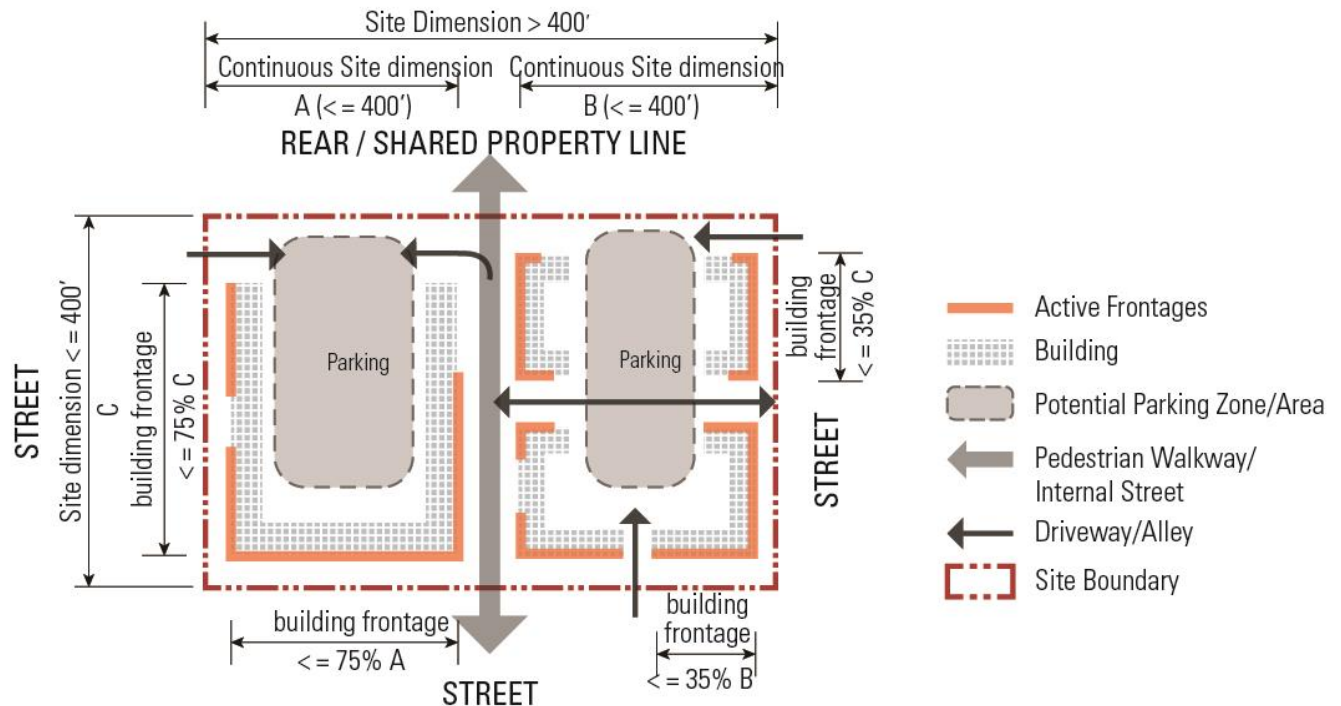 Site Dimension > 400'
Continuous Site dimension
A (< = 400')
Continuous Site dimension
B (< = 400')
REAR / SHARED PROPERTY LINE
STREET
Site dimension < = 400'
C
building frontage
< = 75% C
Parking
Parking
building
frontage
< = 35% C
STREET
building frontage
< = 75% A
STREET
building
frontage
< = 35% B
Active Frontages
Building
Potential Parking Zone/Area
Pedestrian Walkway/
Internal Street
Driveway/Alley
Site Boundary